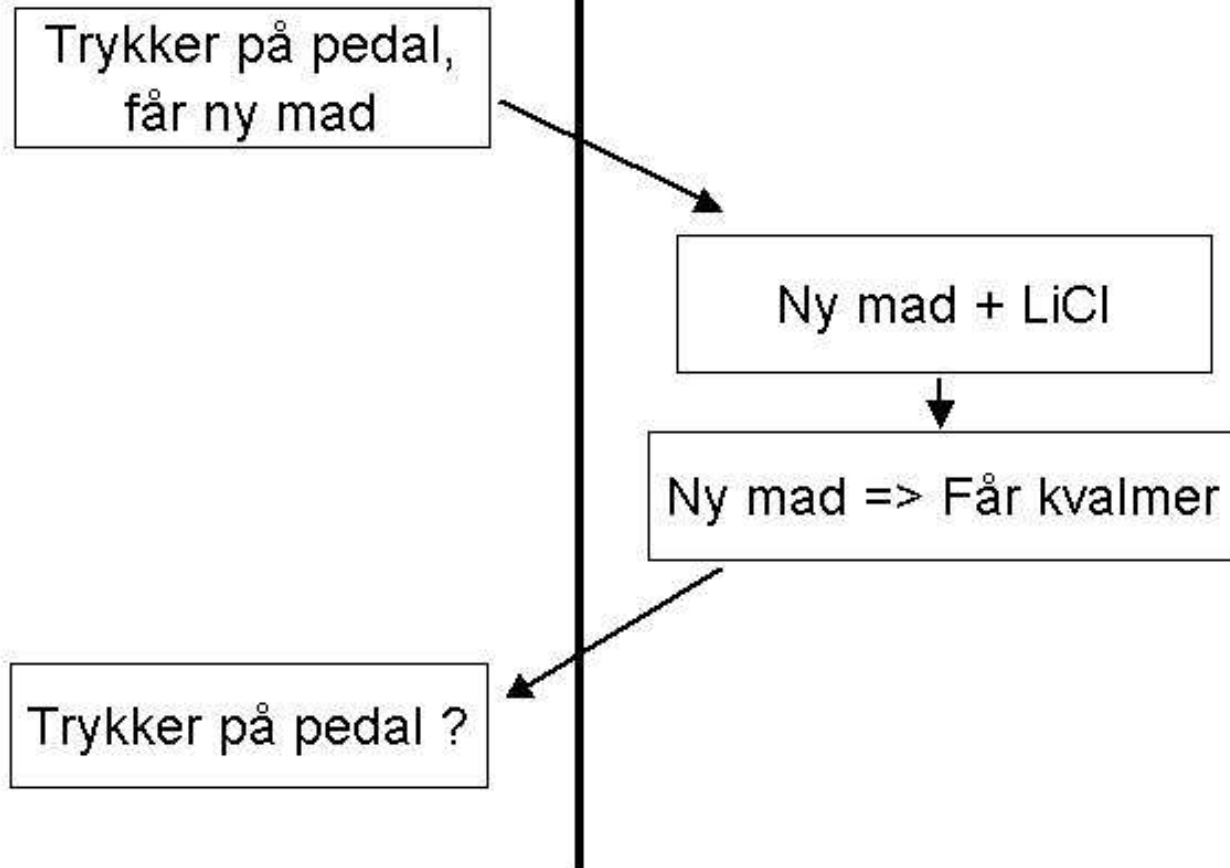 Trykker på pedal,
får ny mad
Ny mad + LiCl
Ny mad => Får kvalmer
Trykker på pedal ?